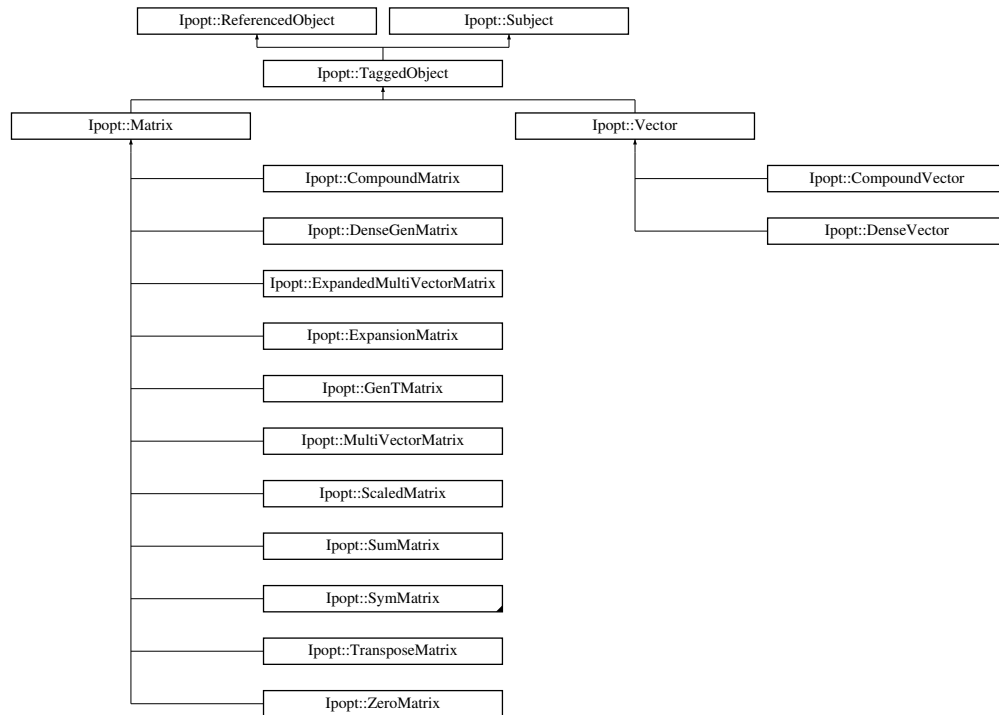 Ipopt::ReferencedObject
Ipopt::Subject
Ipopt::TaggedObject
Ipopt::Matrix
Ipopt::Vector
Ipopt::CompoundMatrix
Ipopt::CompoundVector
Ipopt::DenseGenMatrix
Ipopt::DenseVector
Ipopt::ExpandedMultiVectorMatrix
Ipopt::ExpansionMatrix
Ipopt::GenTMatrix
Ipopt::MultiVectorMatrix
Ipopt::ScaledMatrix
Ipopt::SumMatrix
Ipopt::SymMatrix
Ipopt::TransposeMatrix
Ipopt::ZeroMatrix